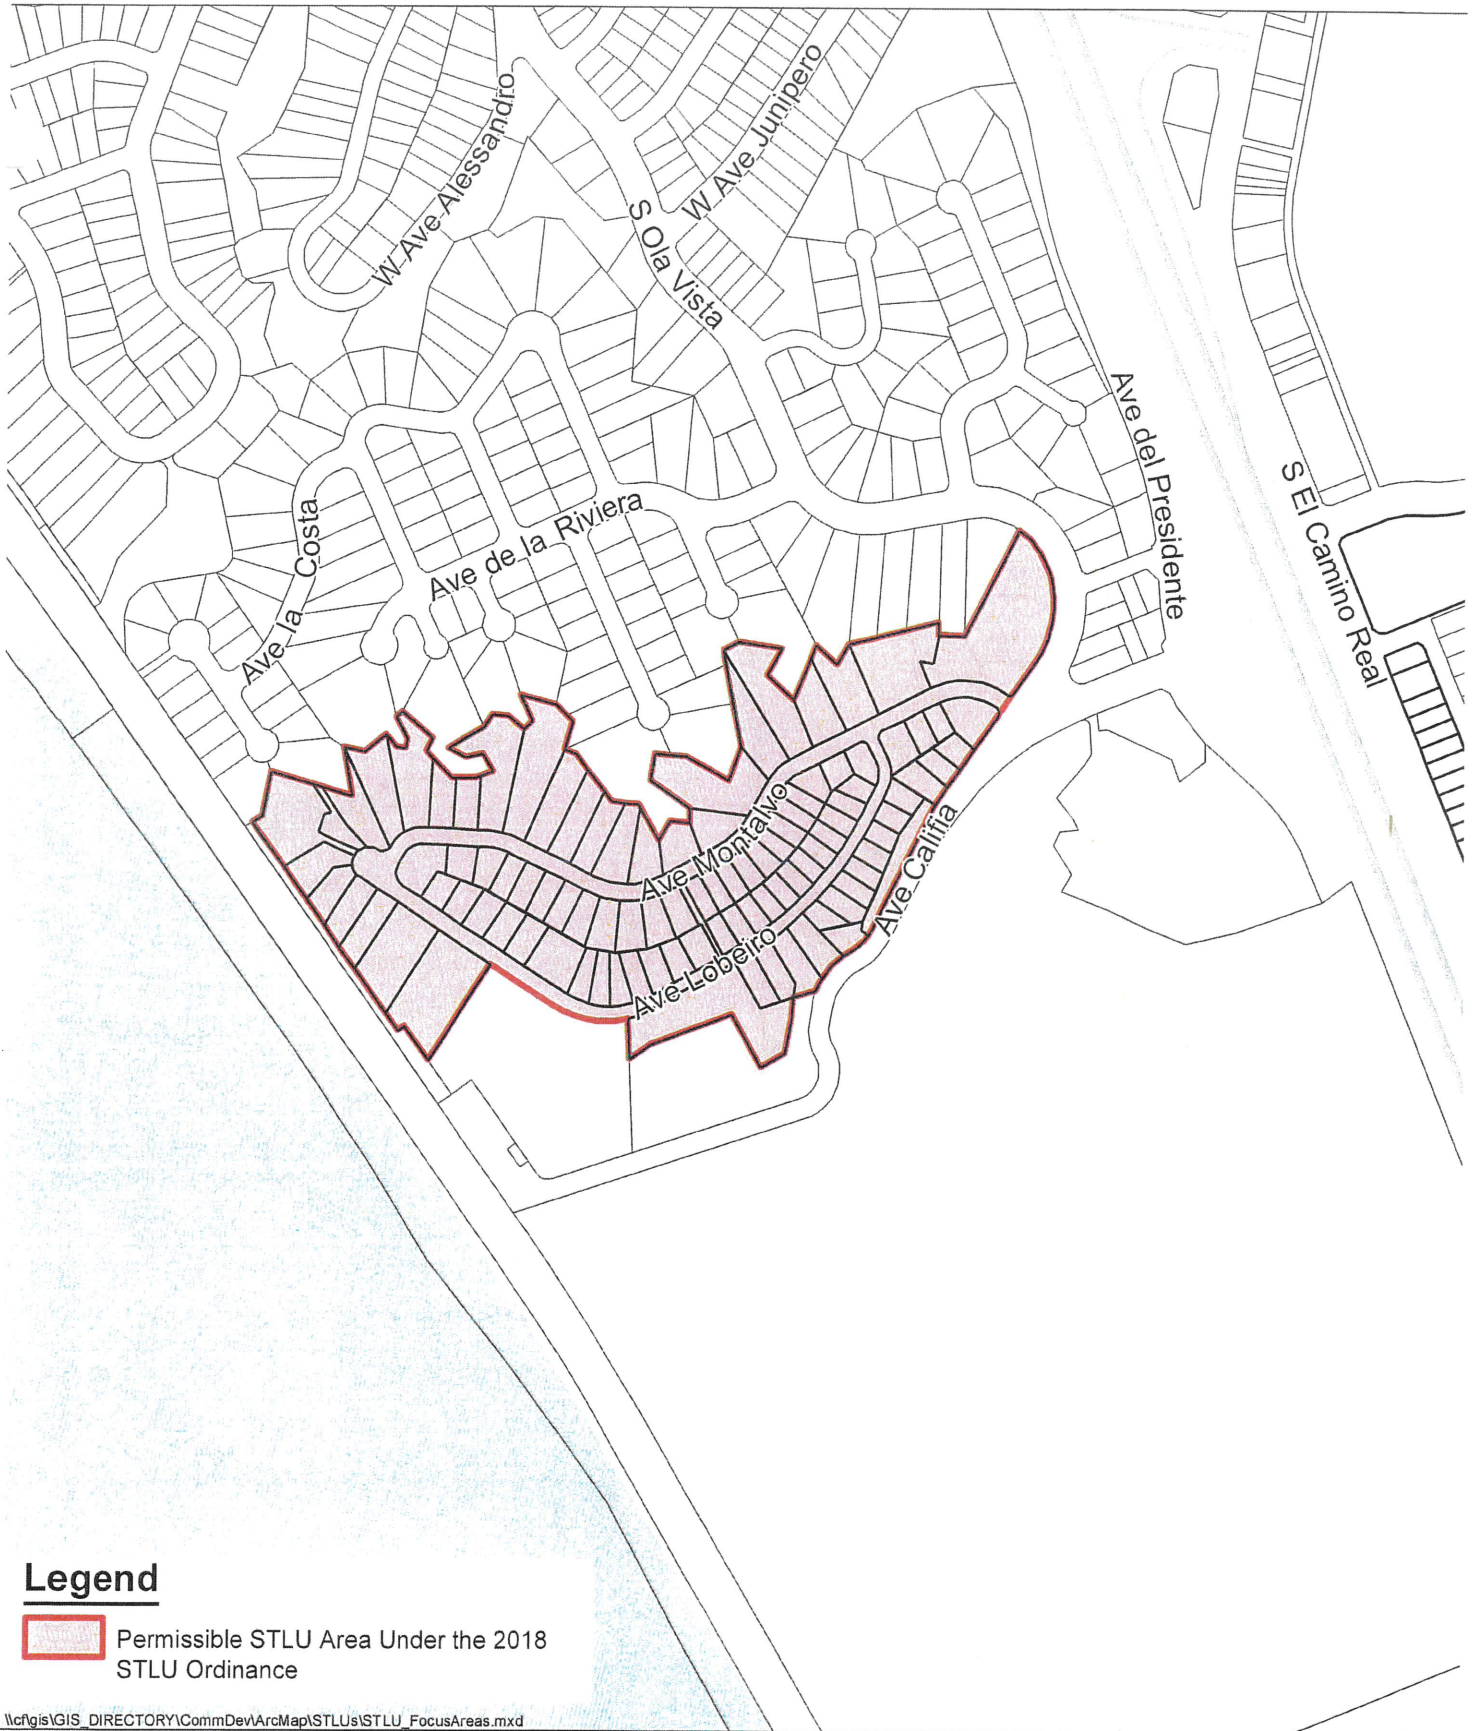 W Ave Alessandro
W Ave Junipero
S Ola Vista
Ave del Presidente
S El Camino Real
Ave la Costa
Ave de la Riviera
Ave Montalvo
Ave Califia
Ave Lobeiro
Legend
Permissible STLU Area Under the 2018
STLU Ordinance
\\cf\gis\GIS_DIRECTORY\CommDev\ArcMap\STLUs\STLU_FocusAreas.mxd